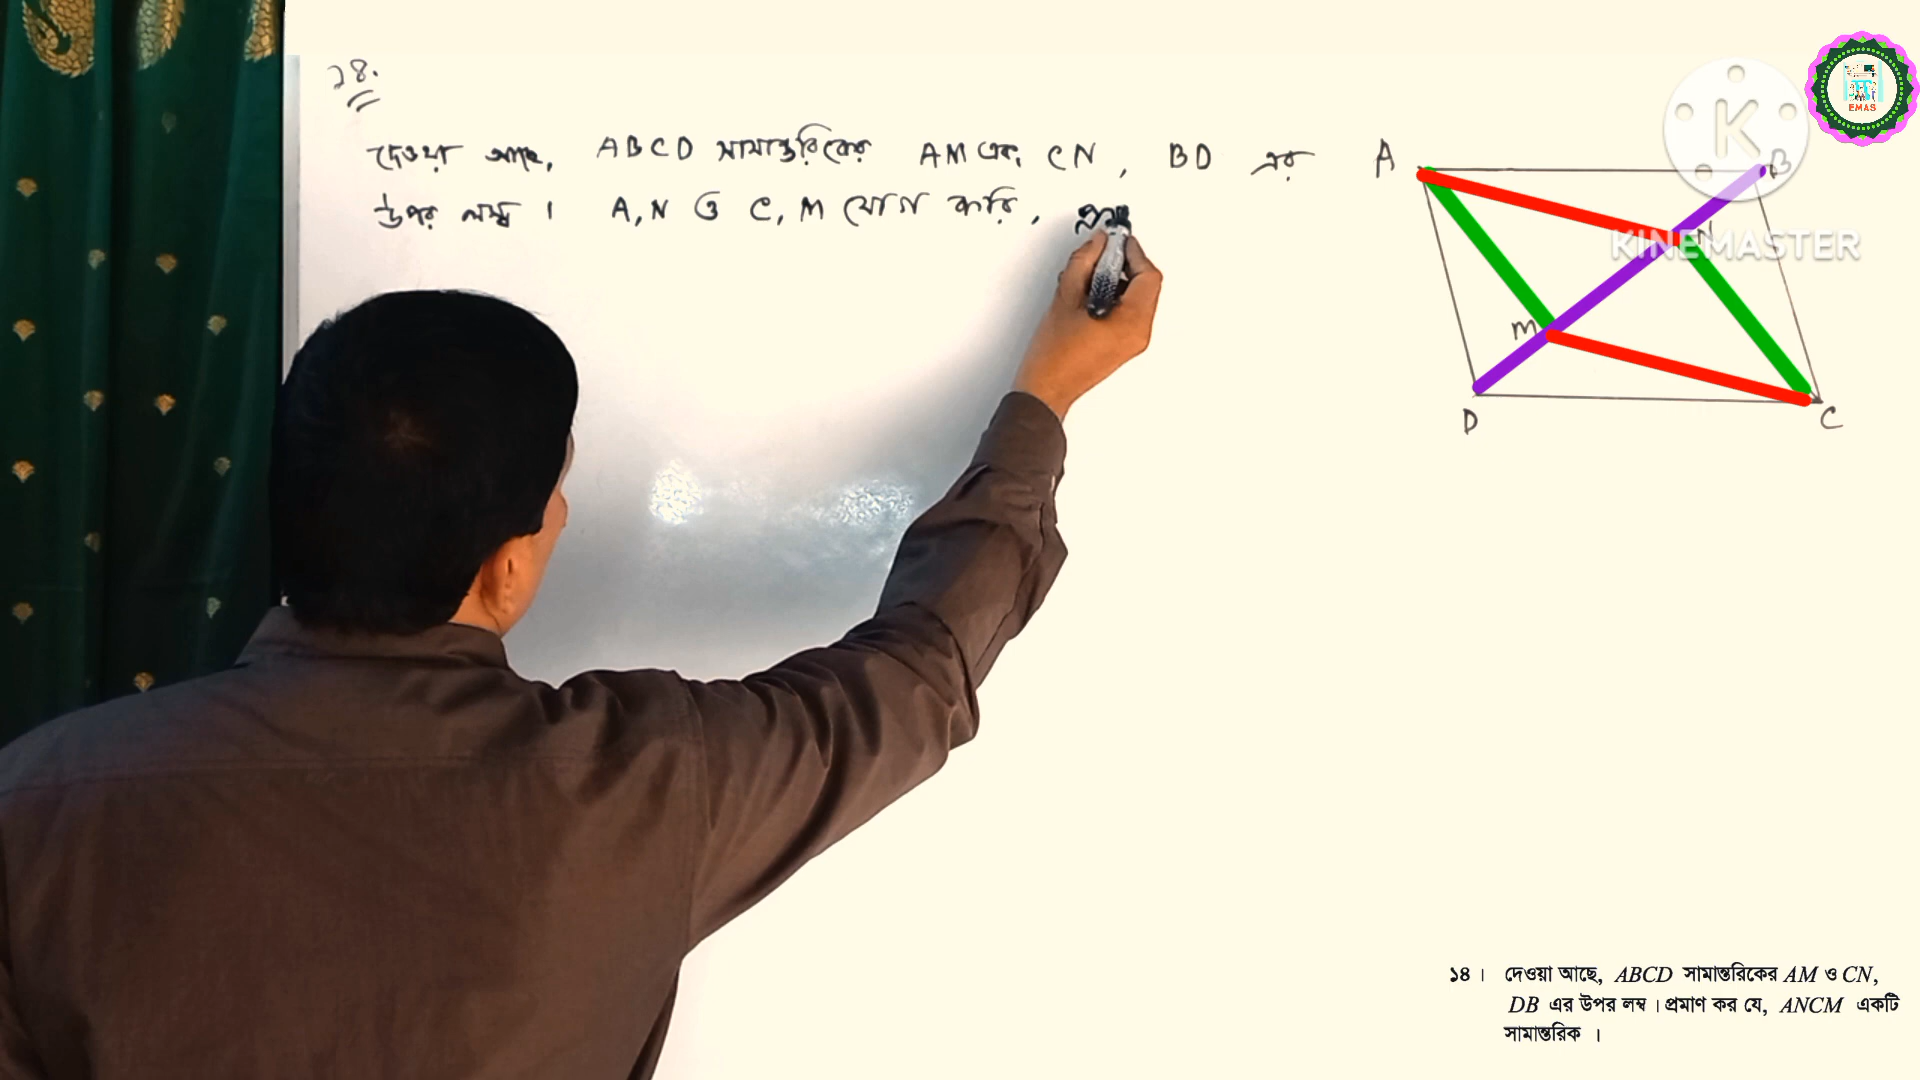 ১৪.
দেওয়া আছে, ABCD সামান্তরিকের AM এবং CN, BD এর
উপর লম্ব। A, N ও C, M যোগ করি,
A
B
N
M
D
C
K
KINEMASTER
EMAS
১৪। দেওয়া আছে, ABCD সামান্তরিকের AM ও CN,
DB এর উপর লম্ব। প্রমাণ কর যে, ANCM একটি
সামান্তরিক ।